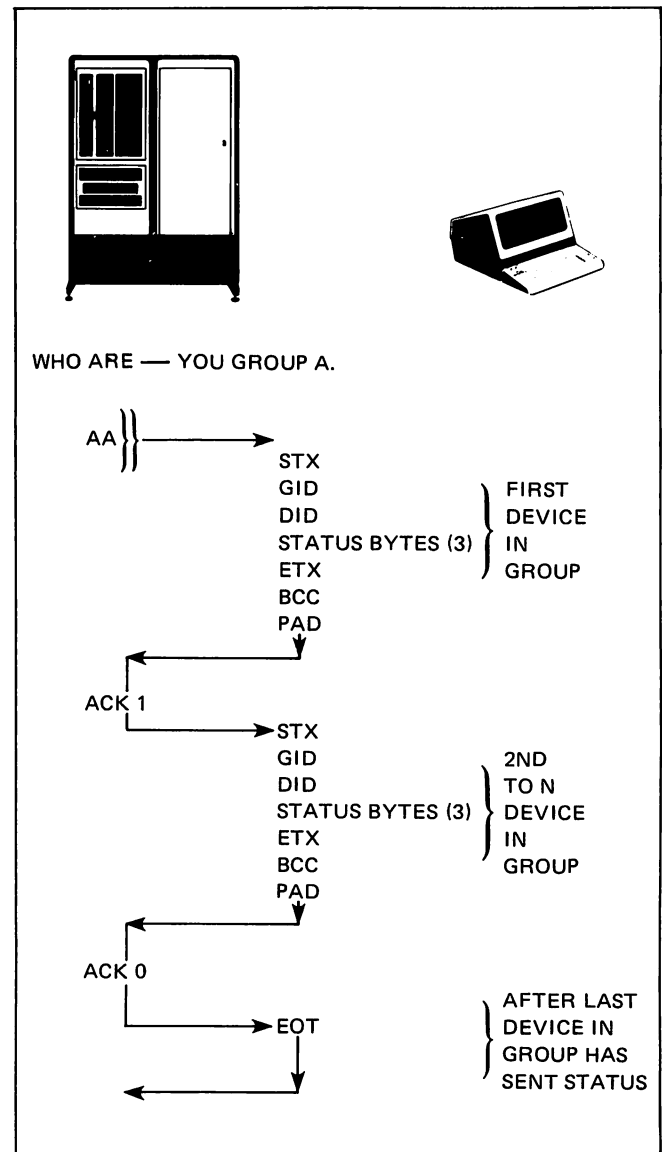 WHO ARE — YOU GROUP A.
AA
STX
GID
DID
STATUS BYTES (3)
ETX
BCC
PAD
FIRST
DEVICE
IN
GROUP
ACK 1
STX
GID
DID
STATUS BYTES (3)
ETX
BCC
PAD
2ND
TO N
DEVICE
IN
GROUP
ACK 0
EOT
AFTER LAST
DEVICE IN
GROUP HAS
SENT STATUS